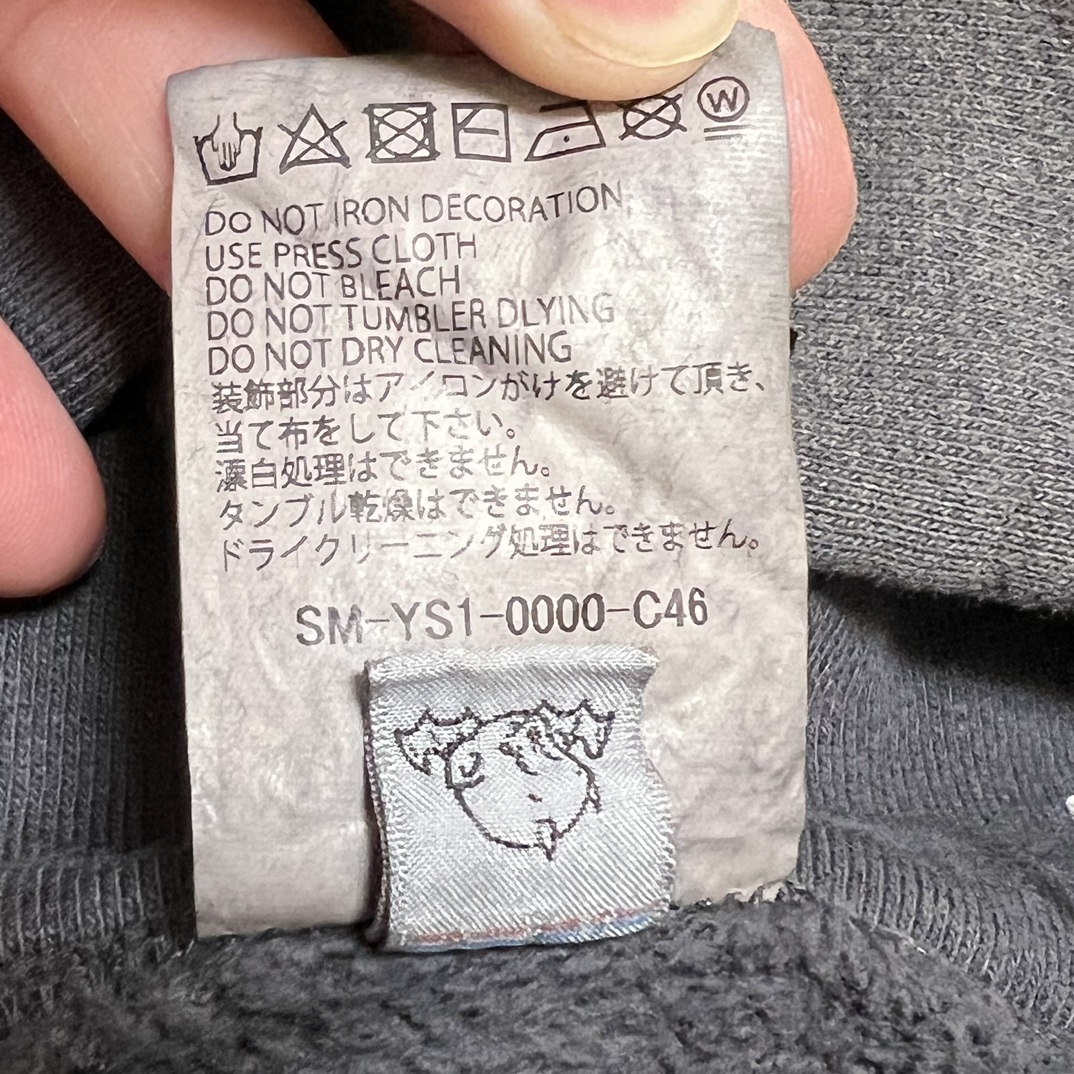 W
DO NOT IRON DECORATION
USE PRESS CLOTH
DO NOT BLEACH
DO NOT TUMBLER DLYING
DO NOT DRY CLEANING
装飾部分はアイロンがけを避けて頂き、
当て布をして下さい。
漂白処理はできません。
タンブル乾燥はできません。
ドライクリーニング処理はできません。
SM-YS1-0000-C46